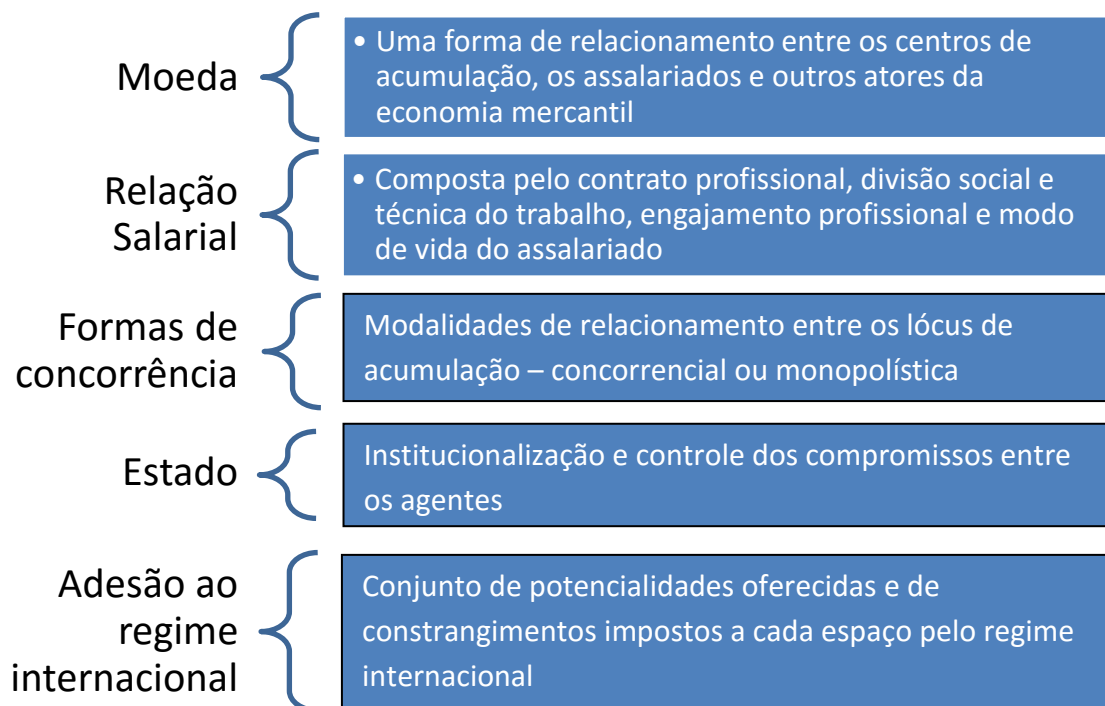 Moeda
• Uma forma de relacionamento entre os centros de
acumulação, os assalariados e outros atores da
economia mercantil
Relação
Salarial
• Composta pelo contrato profissional, divisão social e
técnica do trabalho, engajamento profissional e modo
de vida do assalariado
Formas de
concorrência
Modalidades de relacionamento entre os lócus de
acumulação – concorrencial ou monopolística
Estado
Institucionalização e controle dos compromissos entre
os agentes
Adesão ao
regime
internacional
Conjunto de potencialidades oferecidas e de
constrangimentos impostos a cada espaço pelo regime
internacional